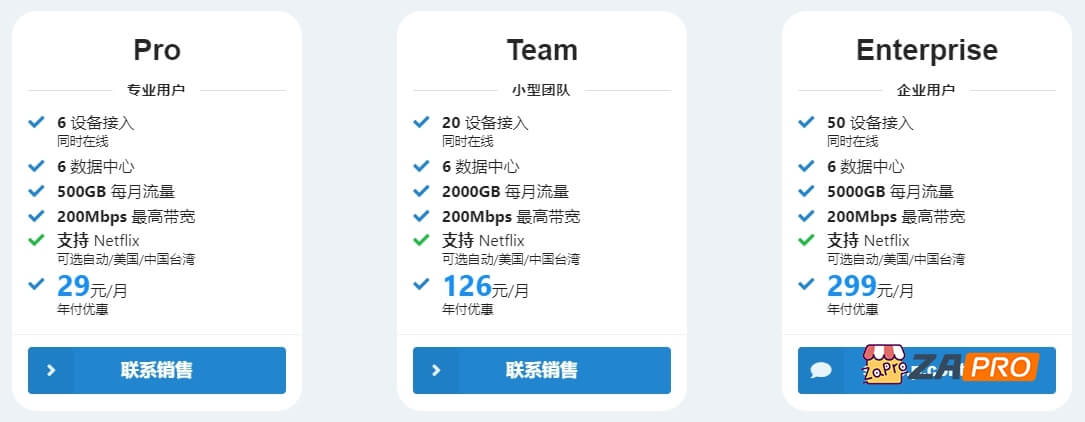 Pro
专业用户
6 设备接入
同时在线
6 数据中心
500GB 每月流量
200Mbps 最高带宽
支持 Netflix
可选自动/美国/中国台湾
29元/月
年付优惠
联系销售
Team
小型团队
20 设备接入
同时在线
6 数据中心
2000GB 每月流量
200Mbps 最高带宽
支持 Netflix
可选自动/美国/中国台湾
126元/月
年付优惠
联系销售
Enterprise
企业用户
50 设备接入
同时在线
6 数据中心
5000GB 每月流量
200Mbps 最高带宽
支持 Netflix
可选自动/美国/中国台湾
299元/月
年付优惠
ZaPro
ZAPRO